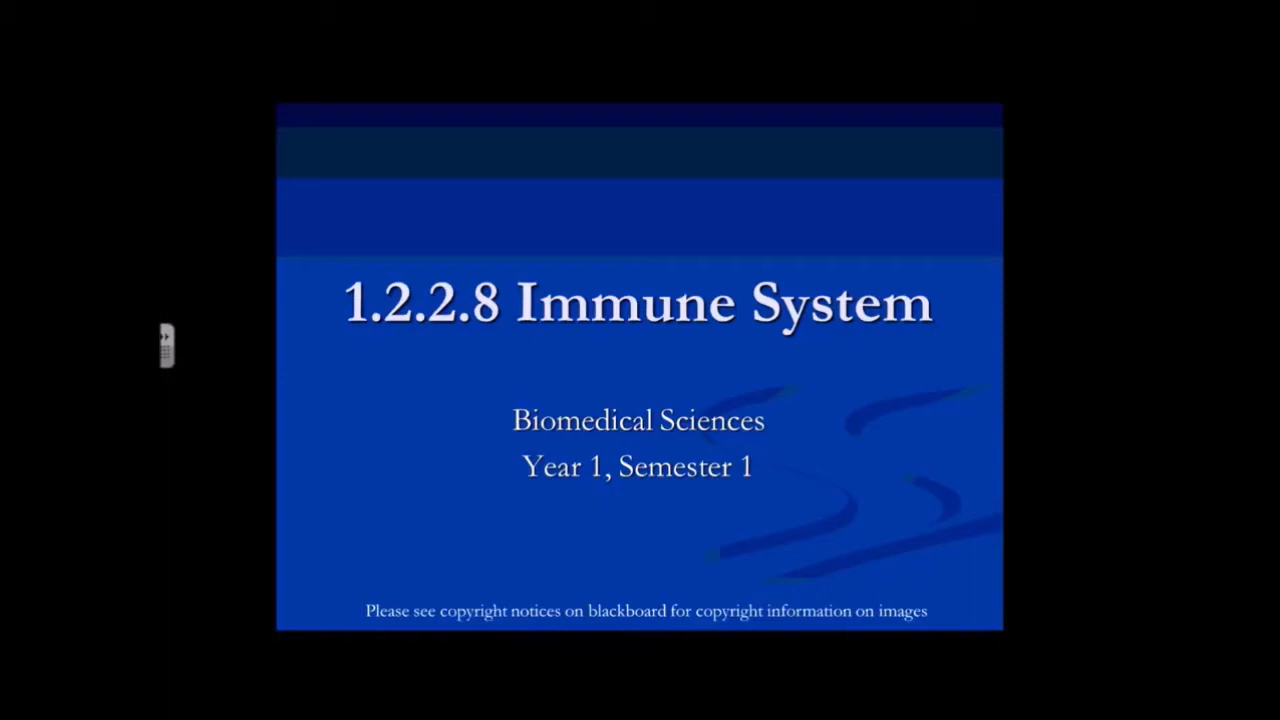 1.2.2.8 Immune System
Biomedical Sciences
Year 1, Semester 1
Please see copyright notices on blackboard for copyright information on images